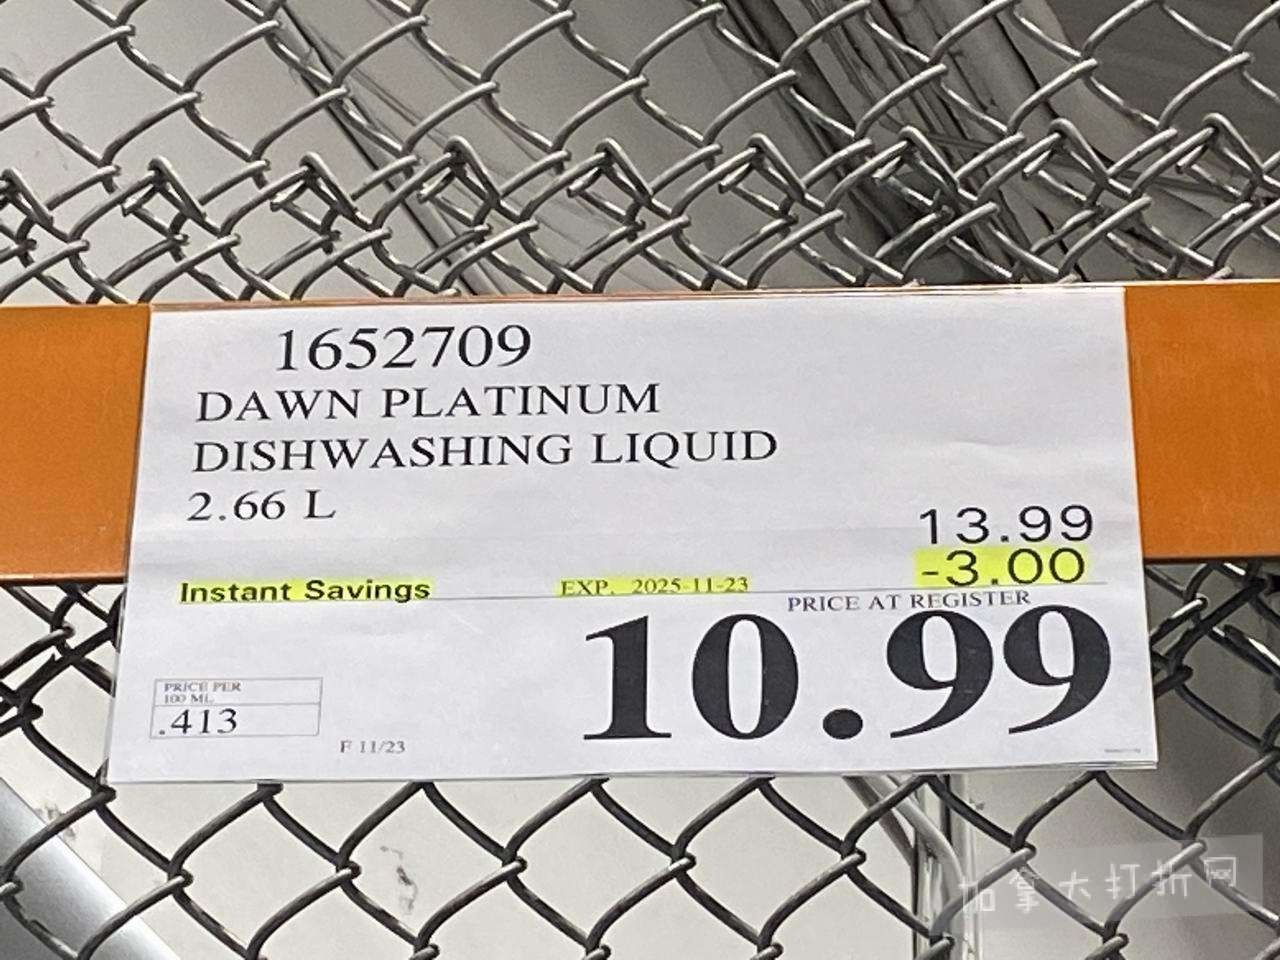 1652709
DAWN PLATINUM
DISHWASHING LIQUID
2.66 L
13.99
-3.00
Instant Savings EXP. 2025-11-23
PRICE AT REGISTER
10.99
PRICE PER
100 ML
.413
F 11/23
加拿大打折网